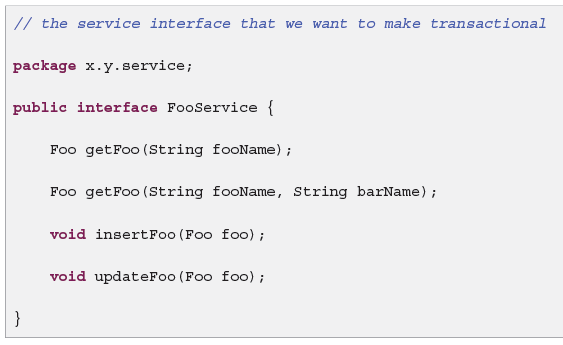 // the service interface that we want to make transactional
package x.y.service;
public interface FooService {
Foo getFoo(String fooName);
Foo getFoo(String fooName, String barName);
void insertFoo(Foo foo);
void updateFoo(Foo foo);
}